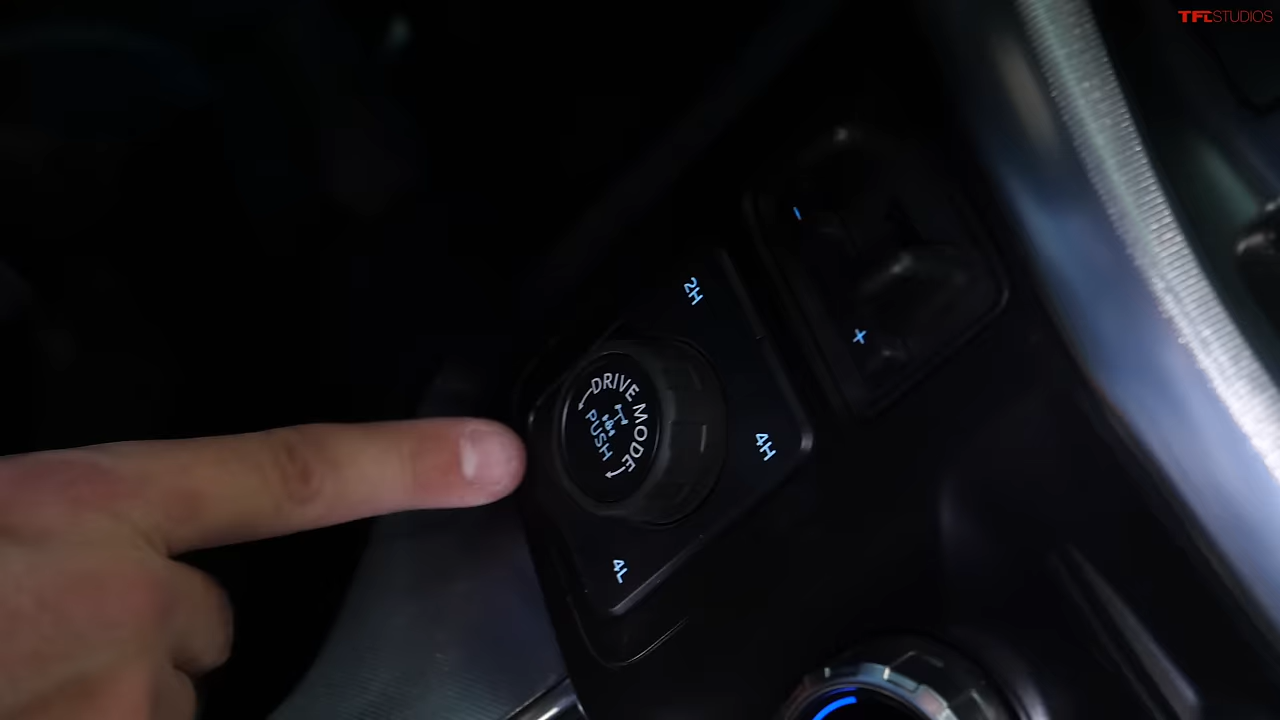 TFLSTUDIOS
-
+
2H
4H
4L
DRIVE MODE
PUSH